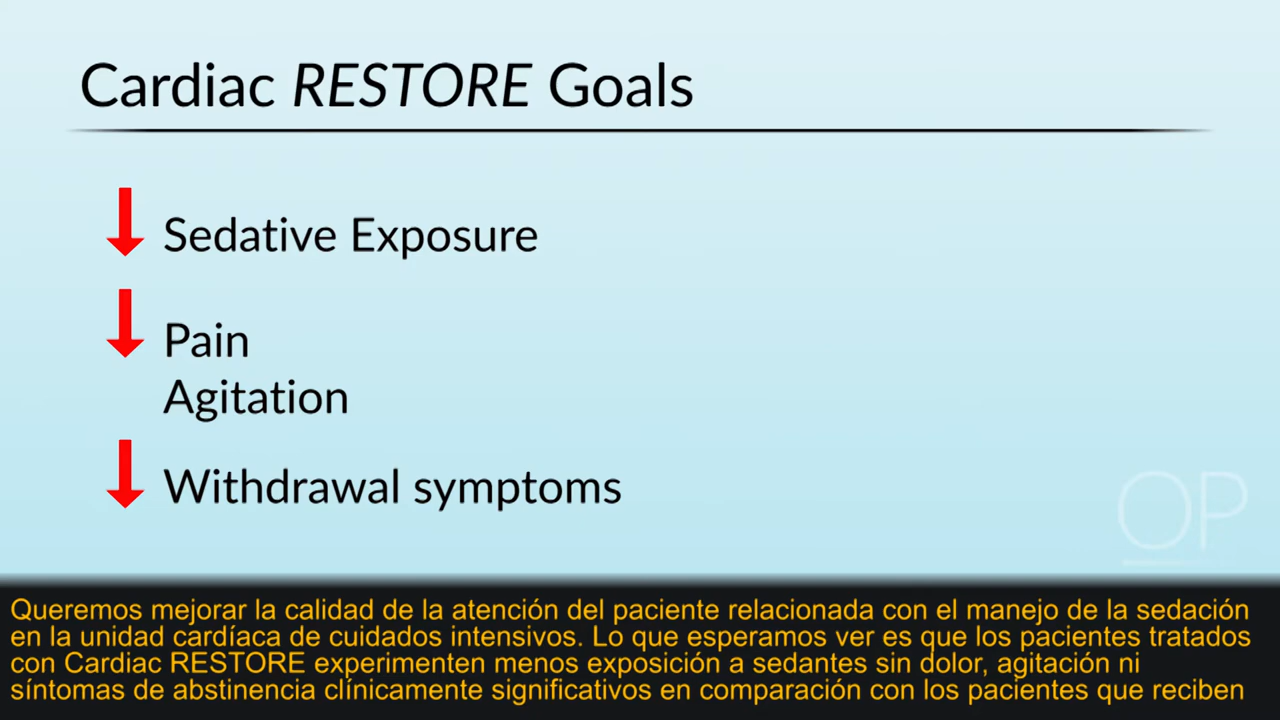 Cardiac RESTORE Goals
Sedative Exposure
Pain
Agitation
Withdrawal symptoms
OP
Queremos mejorar la calidad de la atención del paciente relacionada con el manejo de la sedación
en la unidad cardíaca de cuidados intensivos. Lo que esperamos ver es que los pacientes tratados
con Cardiac RESTORE experimenten menos exposición a sedantes sin dolor, agitación ni
síntomas de abstinencia clínicamente significativos en comparación con los pacientes que reciben